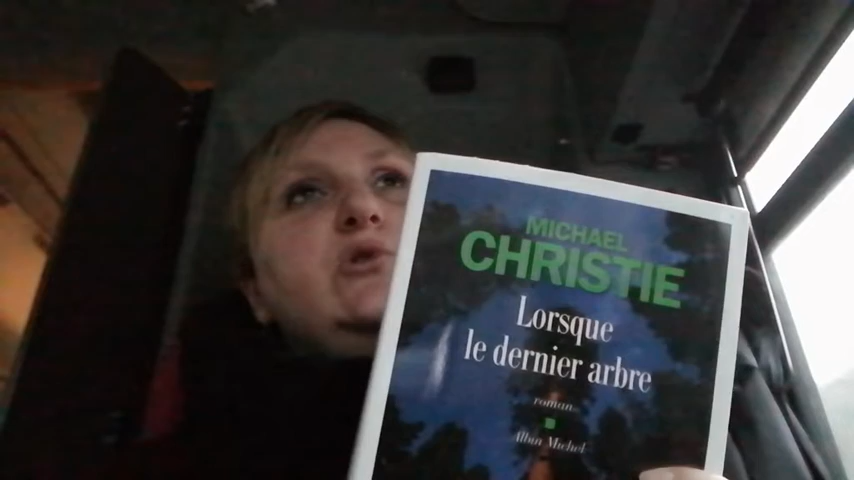 MICHAEL
CHRISTIE
Lorsque
le dernier arbre
roman
Albin Michel